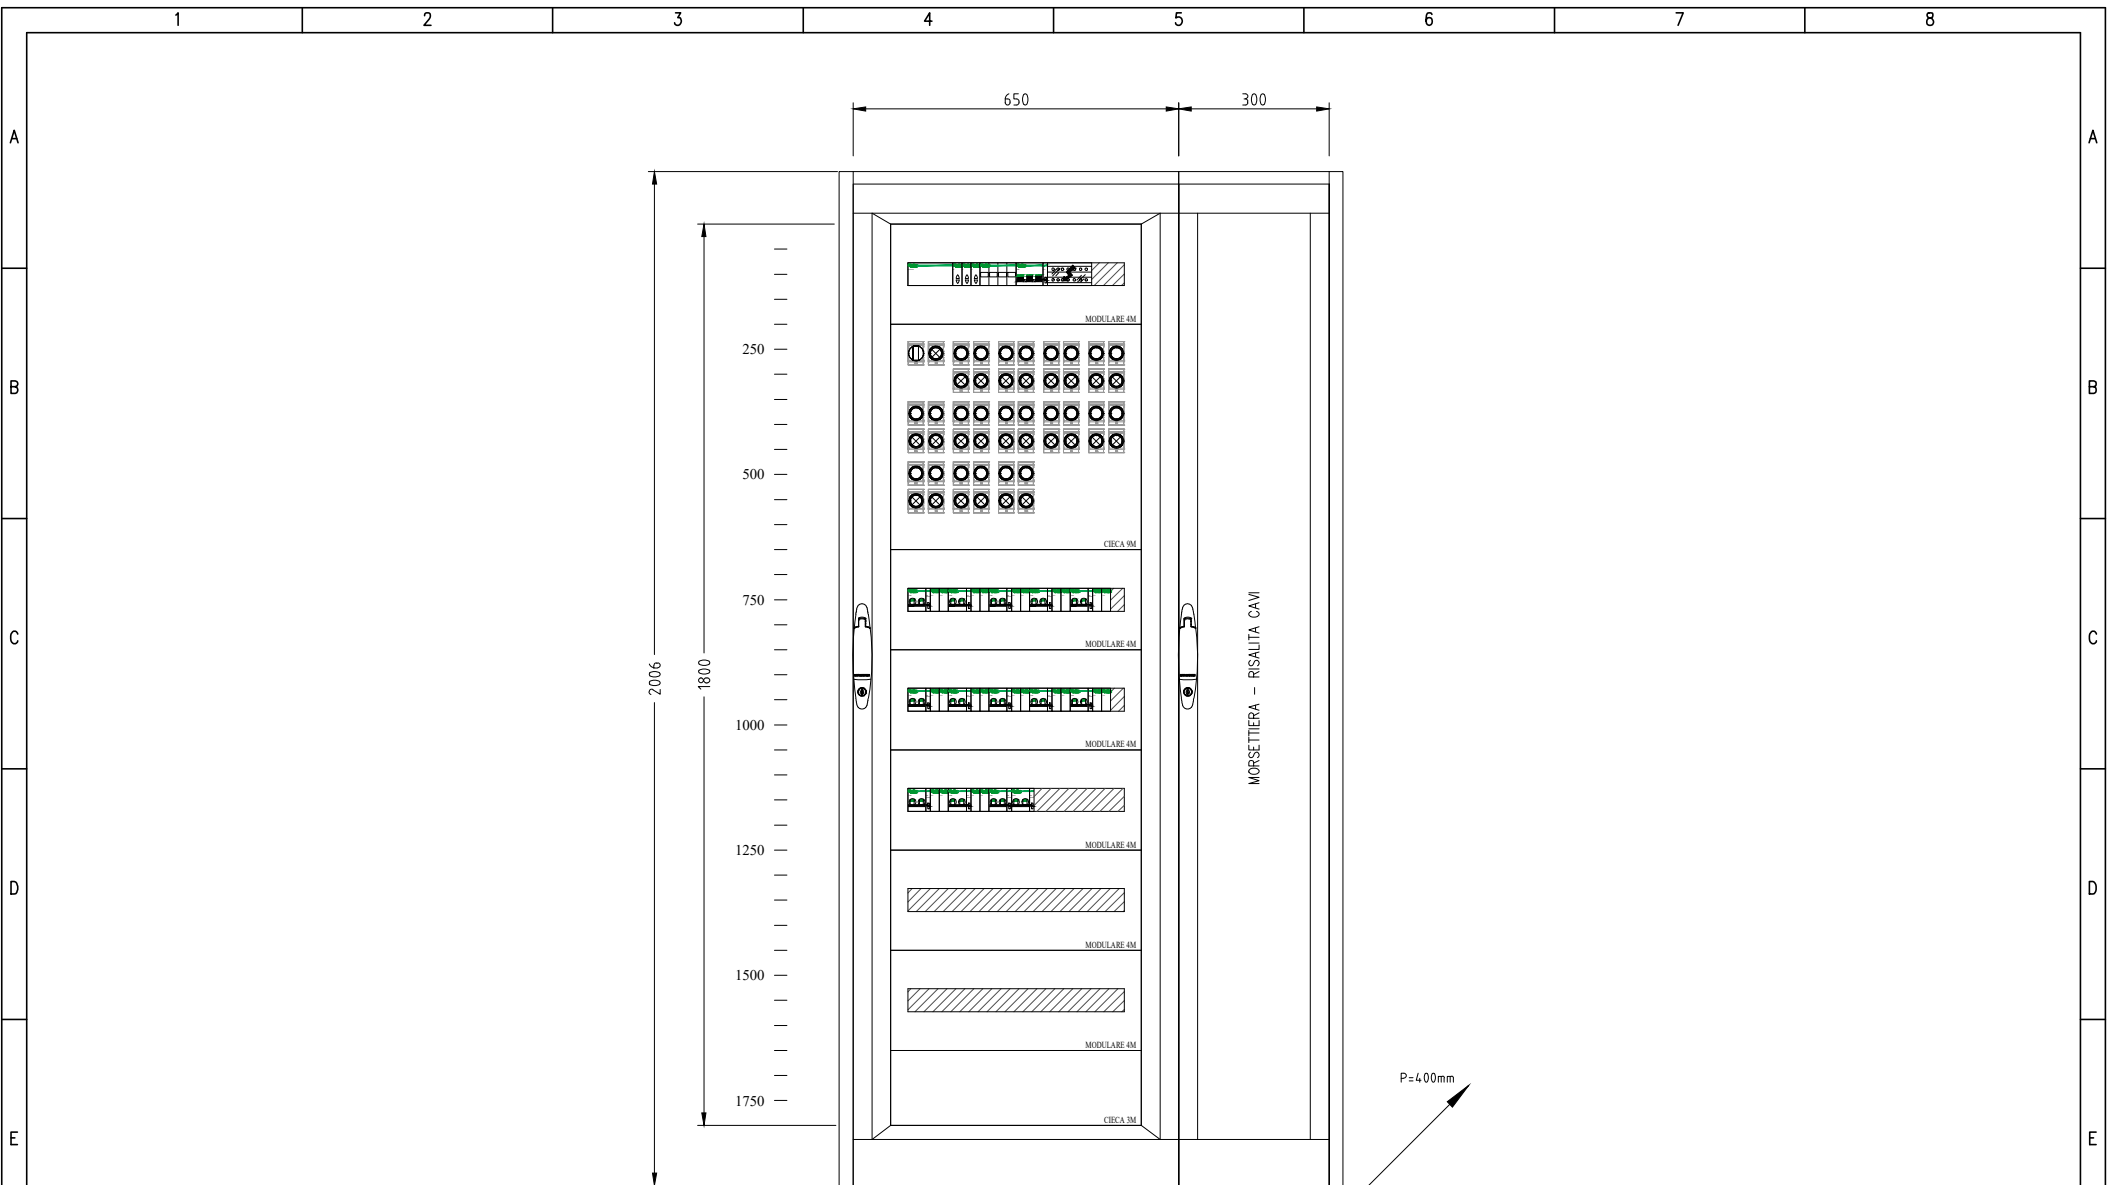 1 2 3 4 5 6 7 8
650 300
A A
MODULARE 4M
250
B B
500
CIECA 9M
750
C C
MODULARE 4M
2006
1800
MORSETTIERA - RISALITA CAVI
1000
MODULARE 4M
1250
MODULARE 4M
D D
MODULARE 4M
1500
MODULARE 4M
P=400mm
1750
CIECA 3M
E E